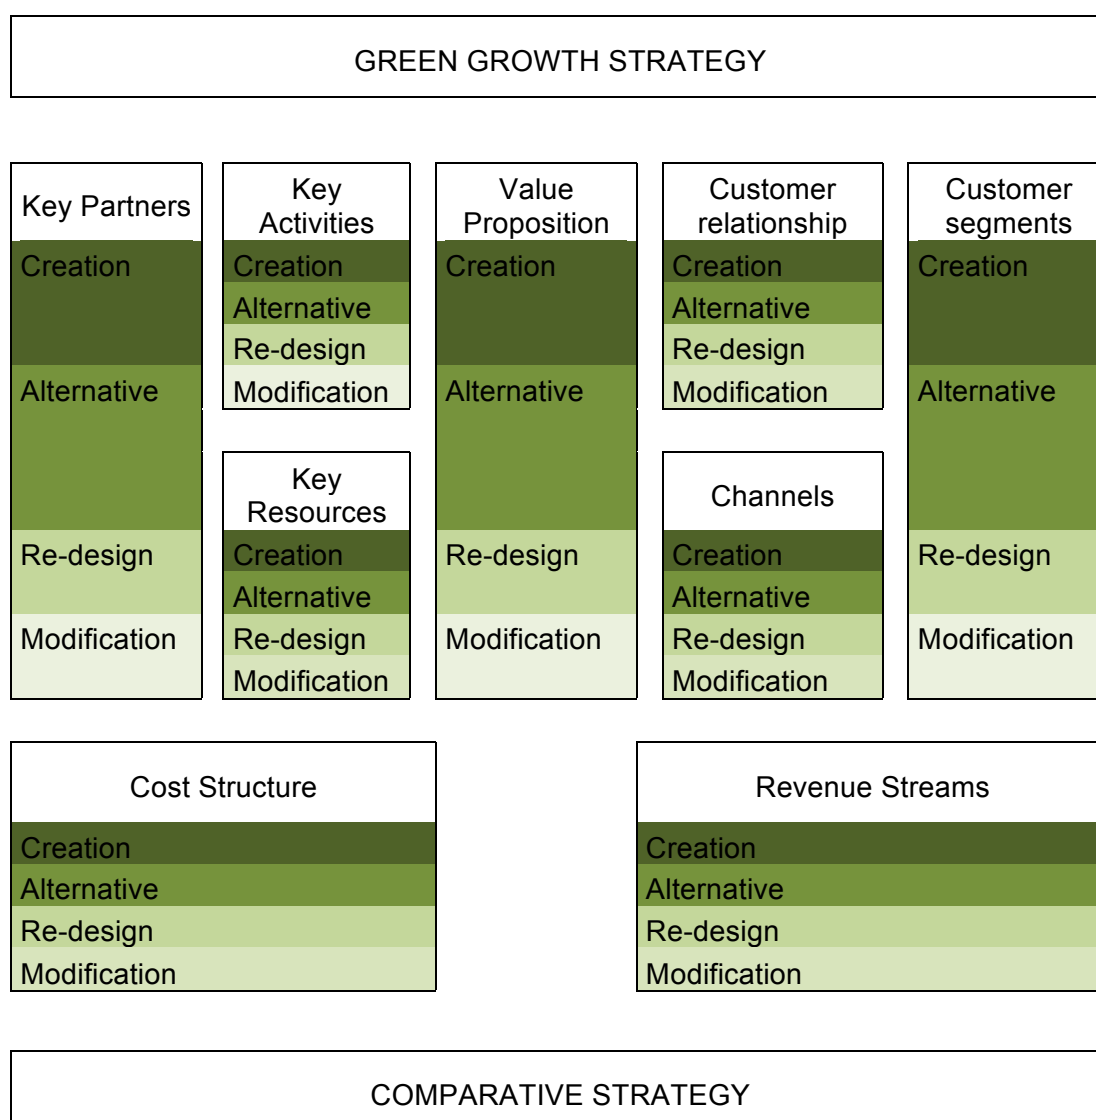 GREEN GROWTH STRATEGY
Key Partners
Creation
Alternative
Re-design
Modification
Key
Activities
Creation
Alternative
Re-design
Modification
Key
Resources
Creation
Alternative
Re-design
Modification
Value
Proposition
Creation
Alternative
Re-design
Modification
Customer
relationship
Creation
Alternative
Re-design
Modification
Channels
Creation
Alternative
Re-design
Modification
Customer
segments
Creation
Alternative
Re-design
Modification
Cost Structure
Creation
Alternative
Re-design
Modification
Revenue Streams
Creation
Alternative
Re-design
Modification
COMPARATIVE STRATEGY